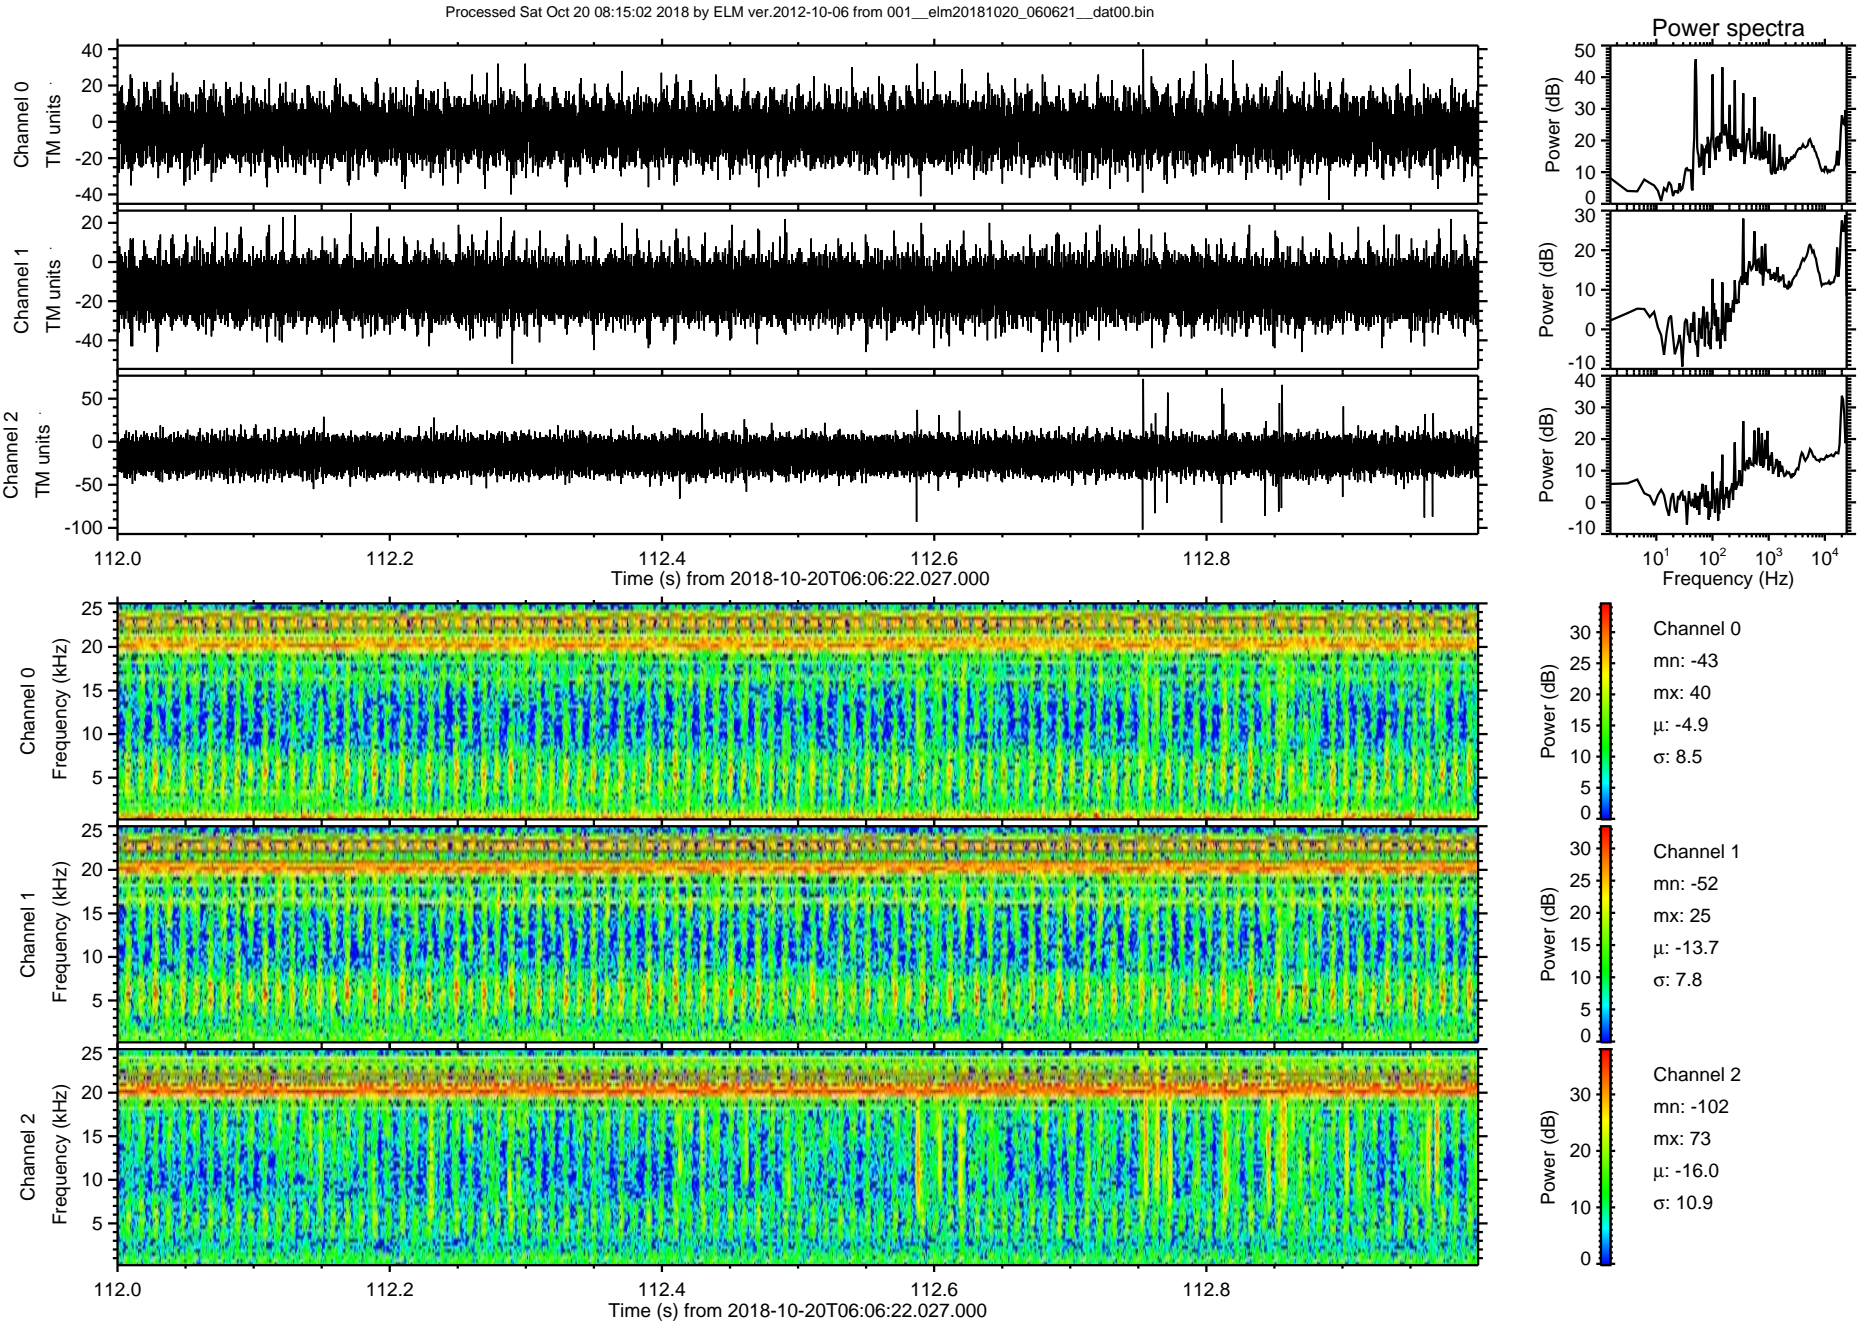 Processed Sat Oct 20 08:15:02 2018 by ELM ver.2012-10-06 from 001__elm20181020_060621__dat00.bin
Power spectra
Channel 0
TM units
40
20
0
-20
-40
Power (dB)
50
40
30
20
10
0
Channel 1
TM units
20
0
-20
-40
Power (dB)
30
20
10
0
-10
Channel 2
TM units
50
0
-50
-100
Power (dB)
40
30
20
10
0
-10
112.0 112.2 112.4 112.6 112.8
Time (s) from 2018-10-20T06:06:22.027.000
10^1 10^2 10^3 10^4
Frequency (Hz)
Channel 0
Frequency (kHz)
25
20
15
10
5
Power (dB)
30
25
20
15
10
5
0
Channel 0
mn: -43
mx: 40
μ: -4.9
σ: 8.5
Channel 1
Frequency (kHz)
25
20
15
10
5
Power (dB)
30
25
20
15
10
5
0
Channel 1
mn: -52
mx: 25
μ: -13.7
σ: 7.8
Channel 2
Frequency (kHz)
25
20
15
10
5
Power (dB)
30
20
10
0
Channel 2
mn: -102
mx: 73
μ: -16.0
σ: 10.9
112.0 112.2 112.4 112.6 112.8
Time (s) from 2018-10-20T06:06:22.027.000